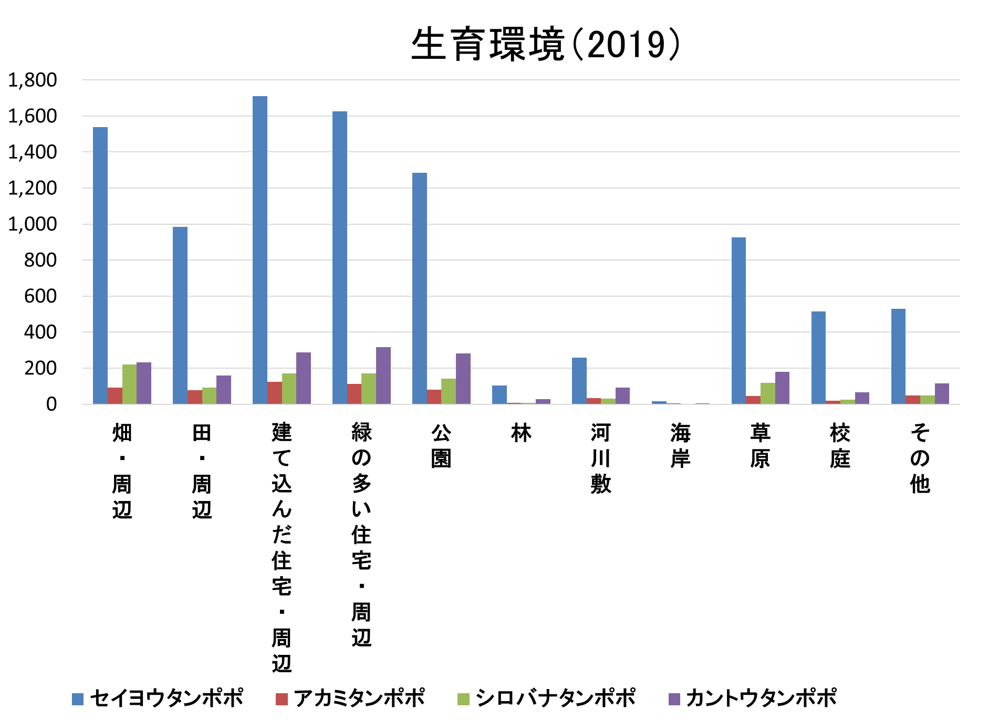 生育環境（2019）
1,800
1,600
1,400
1,200
1,000
800
600
400
200
0
畑・周辺
田・周辺
建て込んだ住宅・周辺
緑の多い住宅・周辺
公園
林
河川敷
海岸
草原
校庭
その他
セイヨウタンポポ
アカミタンポポ
シロバナタンポポ
カントウタンポポ